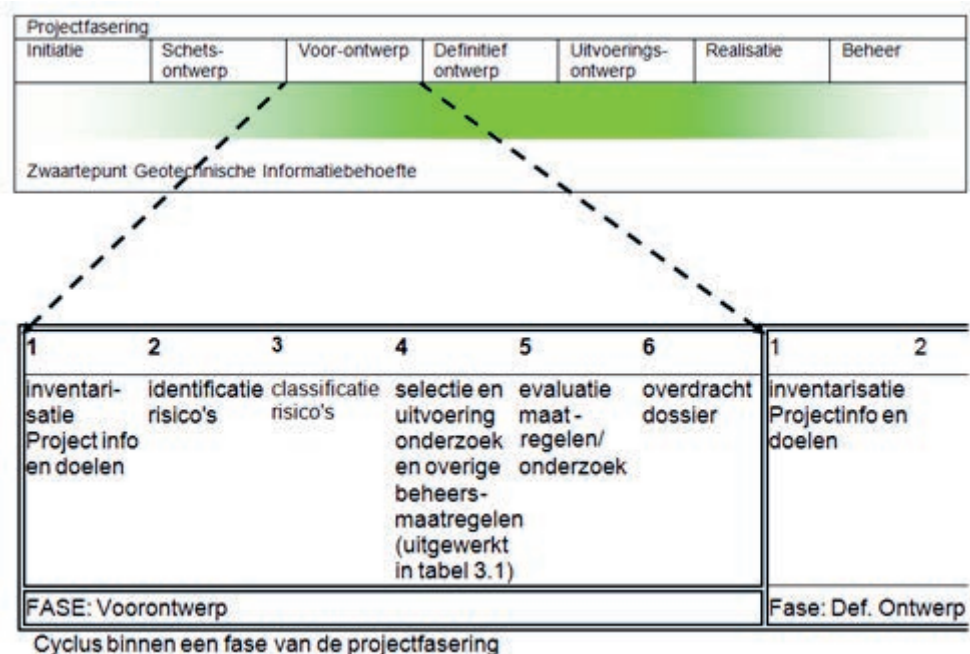 Projectfasering
Initiatie
Schets-
ontwerp
Voor-ontwerp
Definitief
ontwerp
Uitvoerings-
ontwerp
Realisatie
Beheer
Zwaartepunt Geotechnische Informatiebehoefte
1
inventari-
satie
Project info
en doelen
2
identificatie
risico's
3
classificatie
risico's
4
selectie en
uitvoering
onderzoek
en overige
beheers-
maatregelen
(uitgewerkt
in tabel 3.1)
5
evaluatie
maat -
regelen/
onderzoek
6
overdracht
dossier
1
inventarisatie
Projectinfo en
doelen
2
FASE: Voorontwerp
Fase: Def. Ontwerp
Cyclus binnen een fase van de projectfasering